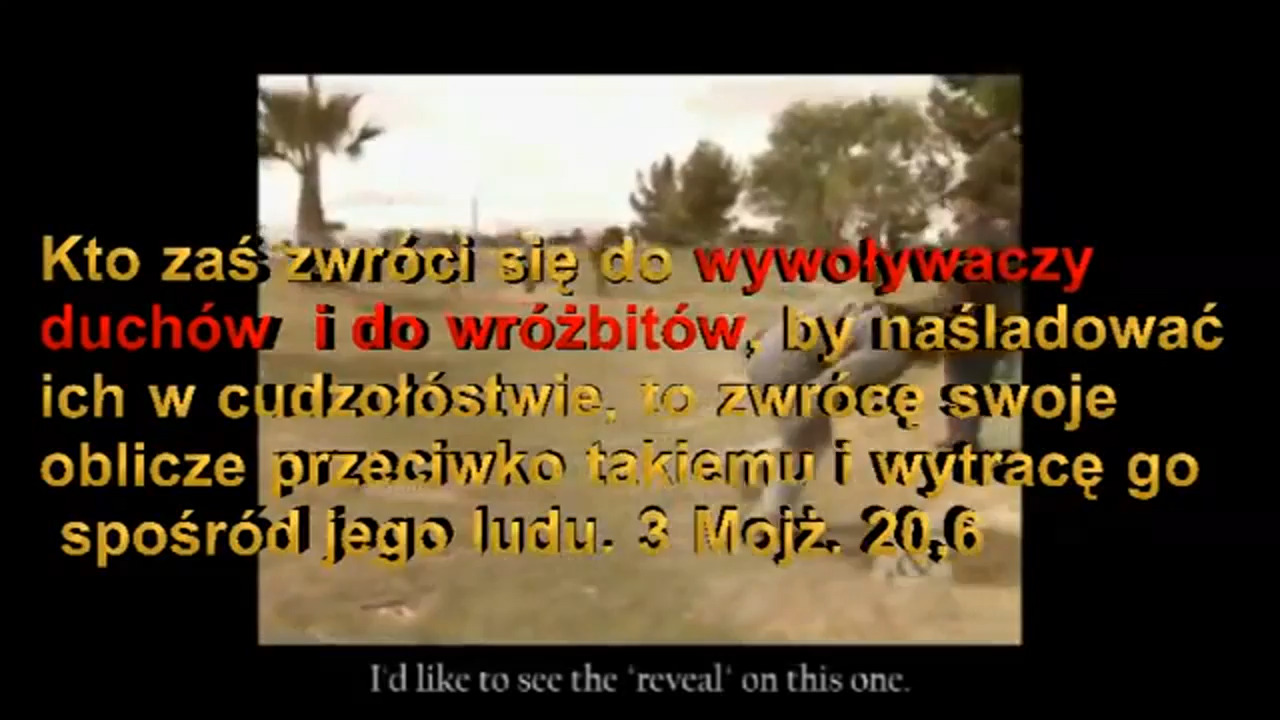 Kto zaś zwróci się do wywoływaczy
duchów i do wróżbitów, by naśladować
ich w cudzołóstwie, to zwrócę swoje
oblicze przeciwko takiemu i wytracę go
spośród jego ludu. 3 Mojż. 20,6
I'd like to see the 'reveal' on this one.